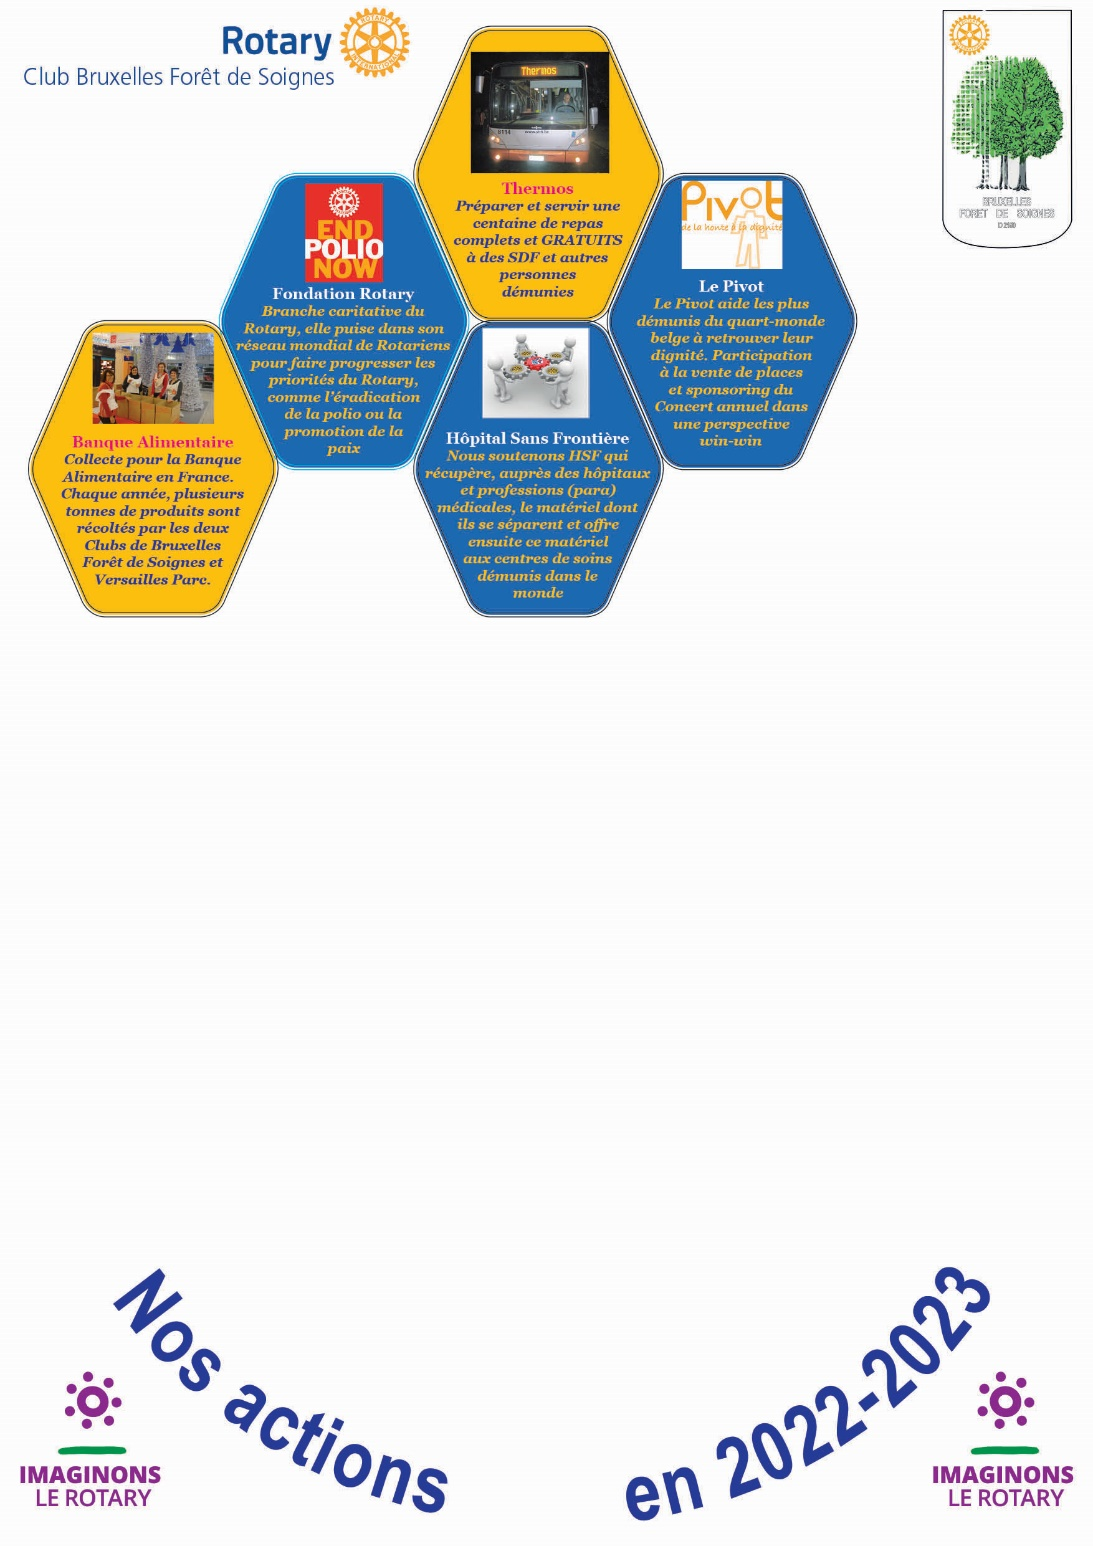 Rotary
Club Bruxelles Forêt de Soignes
ROTARY
INTERNATIONAL
BRUXELLES
FORET DE SOIGNES
Thermos
Thermos
Préparer et servir une
centaine de repas
complets et GRATUITS
à des SDF et autres
personnes
démunies
END
POLIO
NOW
Fondation Rotary
Branche caritative du
Rotary, elle puise dans son
réseau mondial de Rotariens
pour faire progresser les
priorités du Rotary,
comme l'éradication
de la polio ou la
promotion de la
paix
Pivot
de la honte à la dignité
Le Pivot
Le Pivot aide les plus
démunis du quart-monde
belge à retrouver leur
dignité. Participation
à la vente de places
et sponsoring du
Concert annuel dans
une perspective
win-win
Banque Alimentaire
Collecte pour la Banque
Alimentaire en France.
Chaque année, plusieurs
tonnes de produits sont
récoltés par les deux
Clubs de Bruxelles
Forêt de Soignes et
Versailles Parc.
Hôpital Sans Frontière
Nous soutenons HSF qui
récupère, auprès des hôpitaux
et professions (para)
médicales, le matériel dont
ils se séparent et offre
ensuite ce matériel
aux centres de soins
démunis dans le
monde
Nos actions
en 2022-2023
IMAGINONS
LE ROTARY
IMAGINONS
LE ROTARY